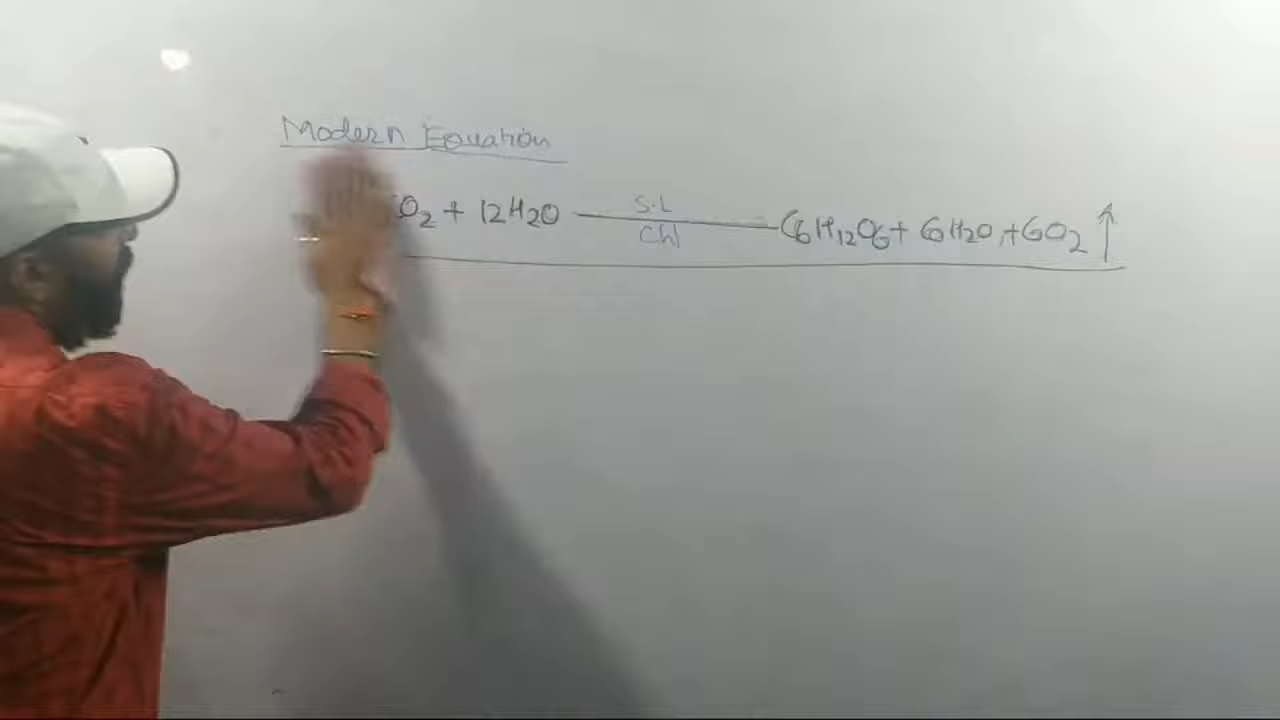 Modern Equation
O2 + 12H2O S.L Chl C6H12O6 + 6H2O + 6O2 ↑